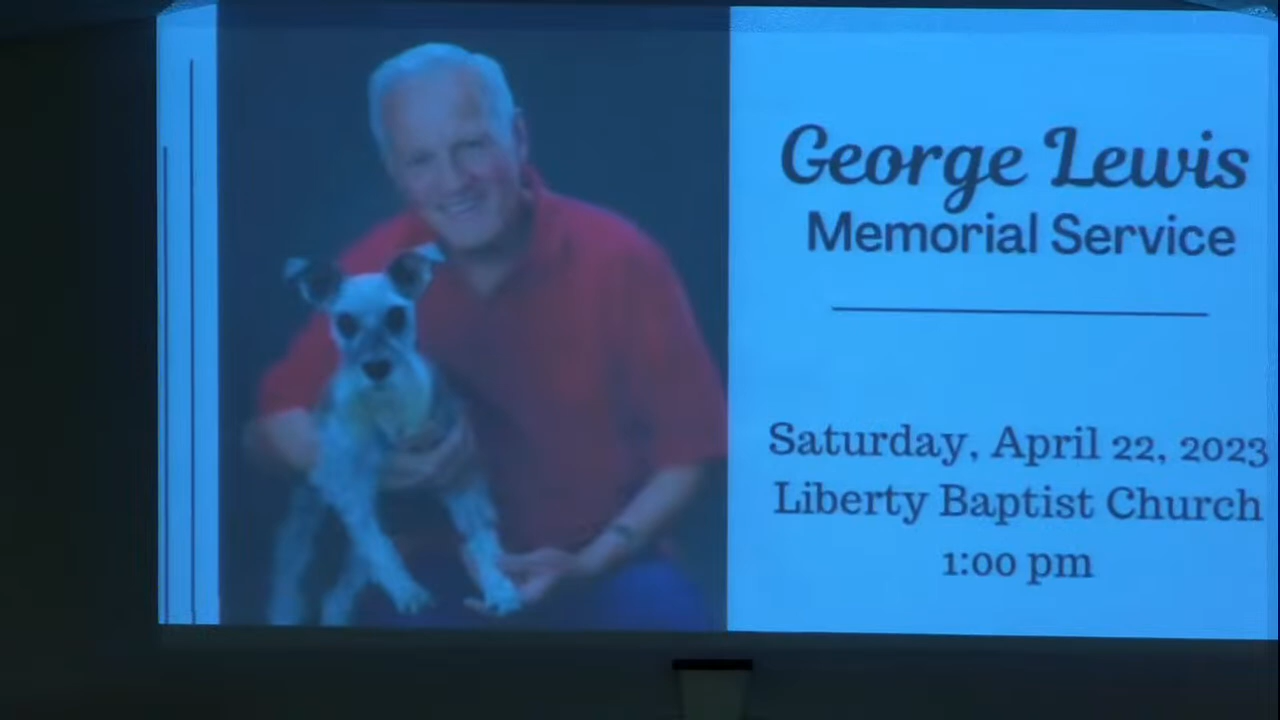 George Lewis
Memorial Service
Saturday, April 22, 2023
Liberty Baptist Church
1:00 pm